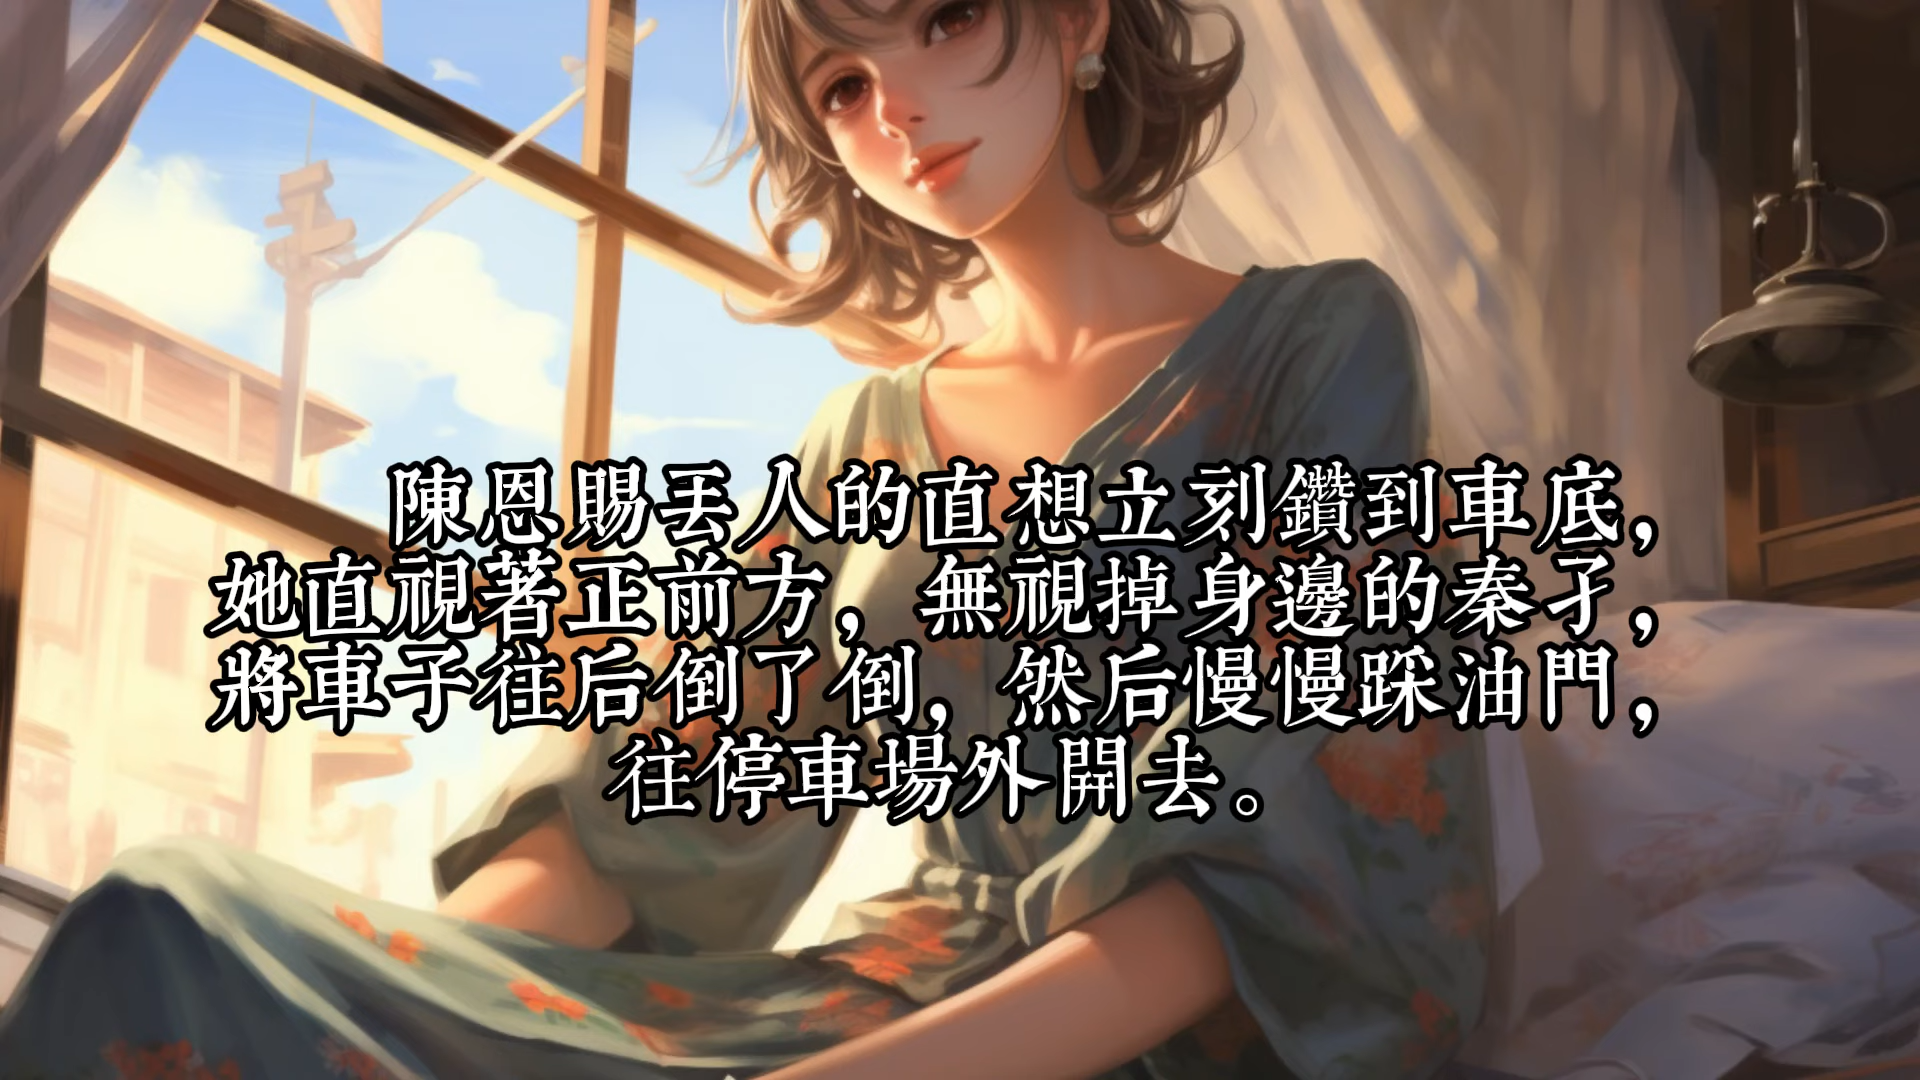 陳恩賜丟人的直想立刻鑽到車底，
她直視著正前方，無視掉身邊的秦孑，
將車子往后倒了倒，然后慢慢踩油門，
往停車場外開去。